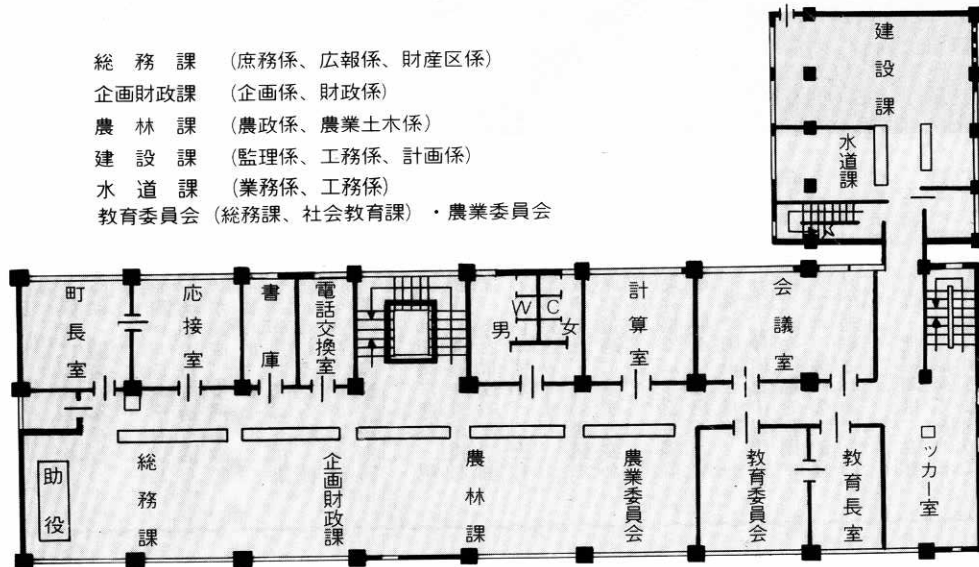 総務課 (庶務係、広報係、財産区係)
企画財政課 (企画係、財政係)
農林課 (農政係、農業土木係)
建設課 (監理係、工務係、計画係)
水道課 (業務係、工務係)
教育委員会 (総務課、社会教育課)・農業委員会
建設課
水道課
町長室
応接室
書庫
電話交換室
男
WC
女
計算室
会議室
助役
総務課
企画財政課
農林課
農業委員会
教育委員会
教育長室
ロッカー室